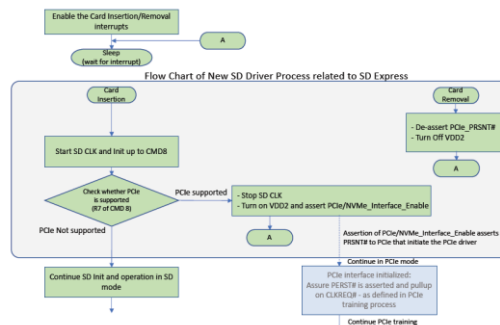 Enable the Card Insertion/Removal
interrupts
A
Sleep
(wait for interrupt)
Flow Chart of New SD Driver Process related to SD Express
Card
Insertion
Card
Removal
- De-assert PCIe_PRSNT#
- Turn Off VDD2
A
Start SD CLK and Init up to CMD8
Check whether PCIe
is supported
(R7 of CMD 8)
PCIe supported
- Stop SD CLK
- Turn on VDD2 and assert PCIe/NVMe_Interface_Enable
PCIe Not supported
A
Assertion of PCIe/NVMe_Interface_Enable asserts
PRSNT# to PCIe that initiate the PCIe driver
Continue in PCIe mode
Continue SD Init and operation in SD
mode
PCIe interface initialized:
Assure PERST# is asserted and pullup
on CLKREQ# - as defined in PCIe
training process
Continue PCIe training